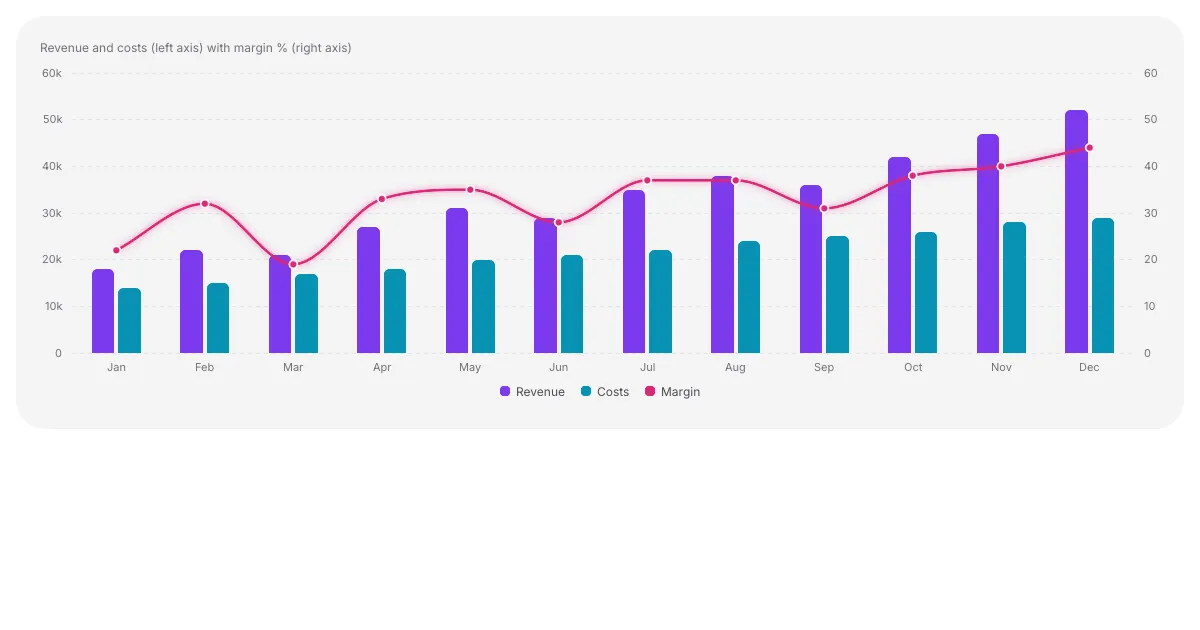 Revenue and costs (left axis) with margin % (right axis)
60k 60
50k 50
40k 40
30k 30
20k 20
10k 10
0 0
Jan Feb Mar Apr May Jun Jul Aug Sep Oct Nov Dec
Revenue Costs Margin